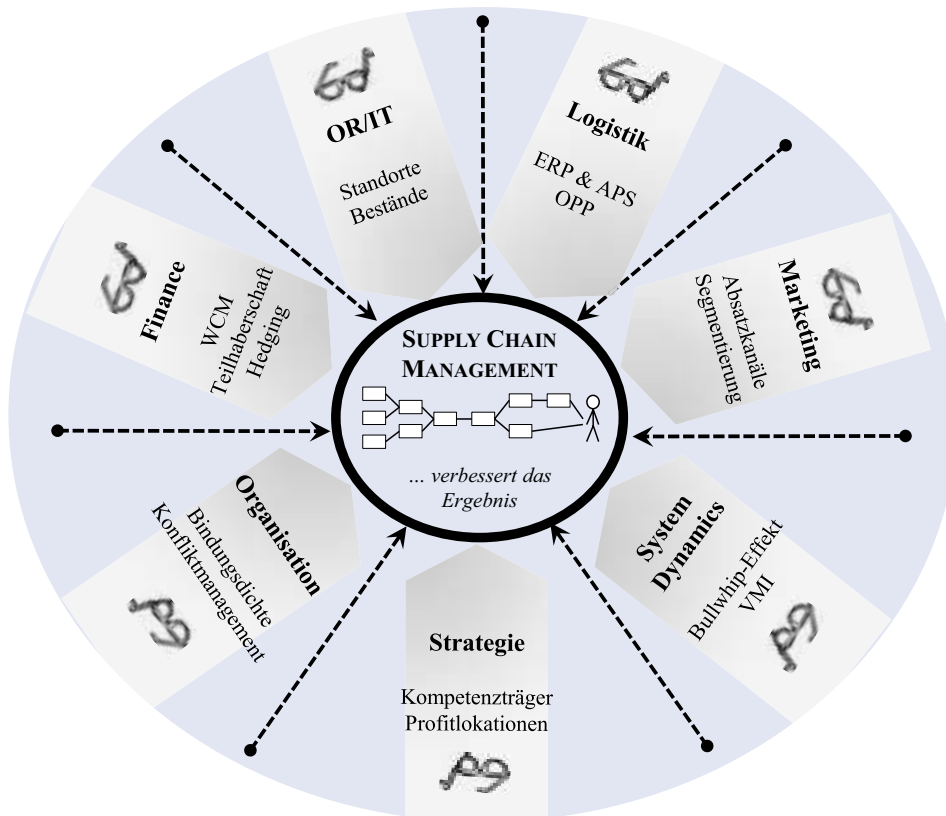 OR/IT
Standorte
Bestände
Logistik
ERP & APS
OPP
Finance
WCM
Teilhaberschaft
Hedging
Marketing
Absatzkanäle
Segmentierung
SUPPLY CHAIN
MANAGEMENT
... verbessert das
Ergebnis
Organisation
Bindungsdichte
Konfliktmanagement
System
Dynamics
Bullwhip-Effekt
VMI
Strategie
Kompetenzträger
Profitlokationen